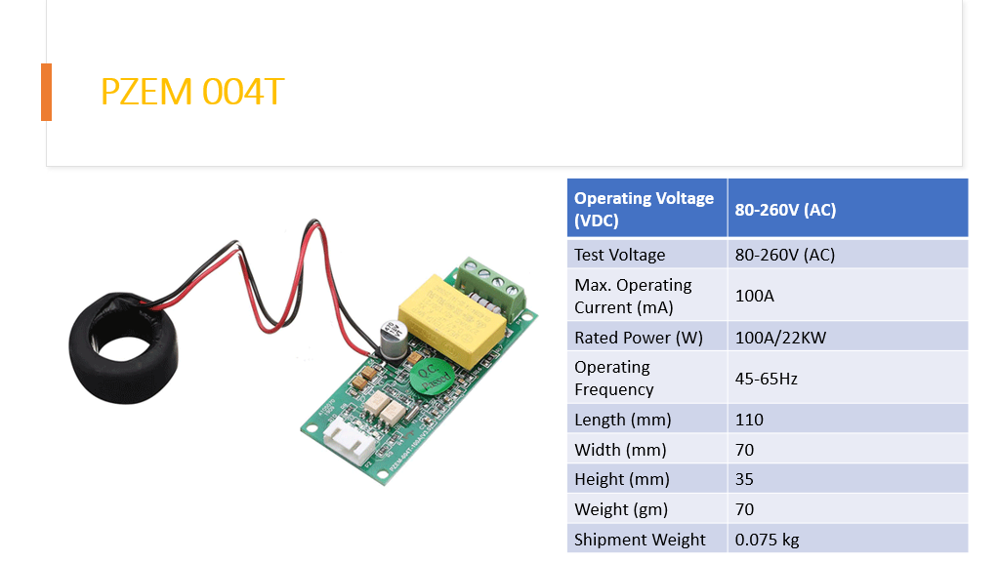 PZEM 004T
Operating Voltage 80-260V (AC)
(VDC)
Test Voltage 80-260V (AC)
Max. Operating 100A
Current (mA)
Rated Power (W) 100A/22KW
Operating 45-65Hz
Frequency
Length (mm) 110
Width (mm) 70
Height (mm) 35
Weight (gm) 70
Shipment Weight 0.075 kg
Q.C
Passed